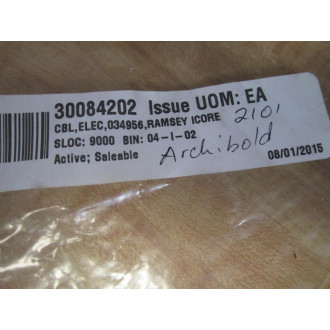 30084202 Issue UOM: EA
CBL,ELEC,034956,RAMSEY ICORE 2101
SLOC: 9000 BIN: 04-I-02
Active; Saleable Archibold 08/01/2015